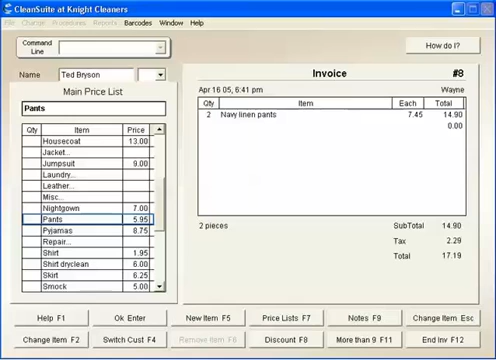 CleanSuite at Knight Cleaners
File Change Procedures Reports Barcodes Window Help
Command Line
How do I?
Name Ted Bryson
Main Price List
Pants
Qty Item Price
Housecoat 13.00
Jacket...
Jumpsuit 9.00
Laundry...
Leather...
Misc...
Nightgown 7.00
Pants 5.95
Pyjamas 8.75
Repair...
Shirt 1.95
Shirt dryclean 6.00
Skirt 6.25
Smock 5.00
Invoice #8
Apr 16 05, 6:41 pm Wayne
Qty Item Each Total
2 Navy linen pants 7.45 14.90
0.00
2 pieces SubTotal 14.90
Tax 2.29
Total 17.19
Help F1 Ok Enter New Item F5 Price Lists F7 Notes F9 Change Item Esc
Change Item F2 Switch Cust F4 Remove Item F6 Discount F8 More than 9 F11 End Inv F12